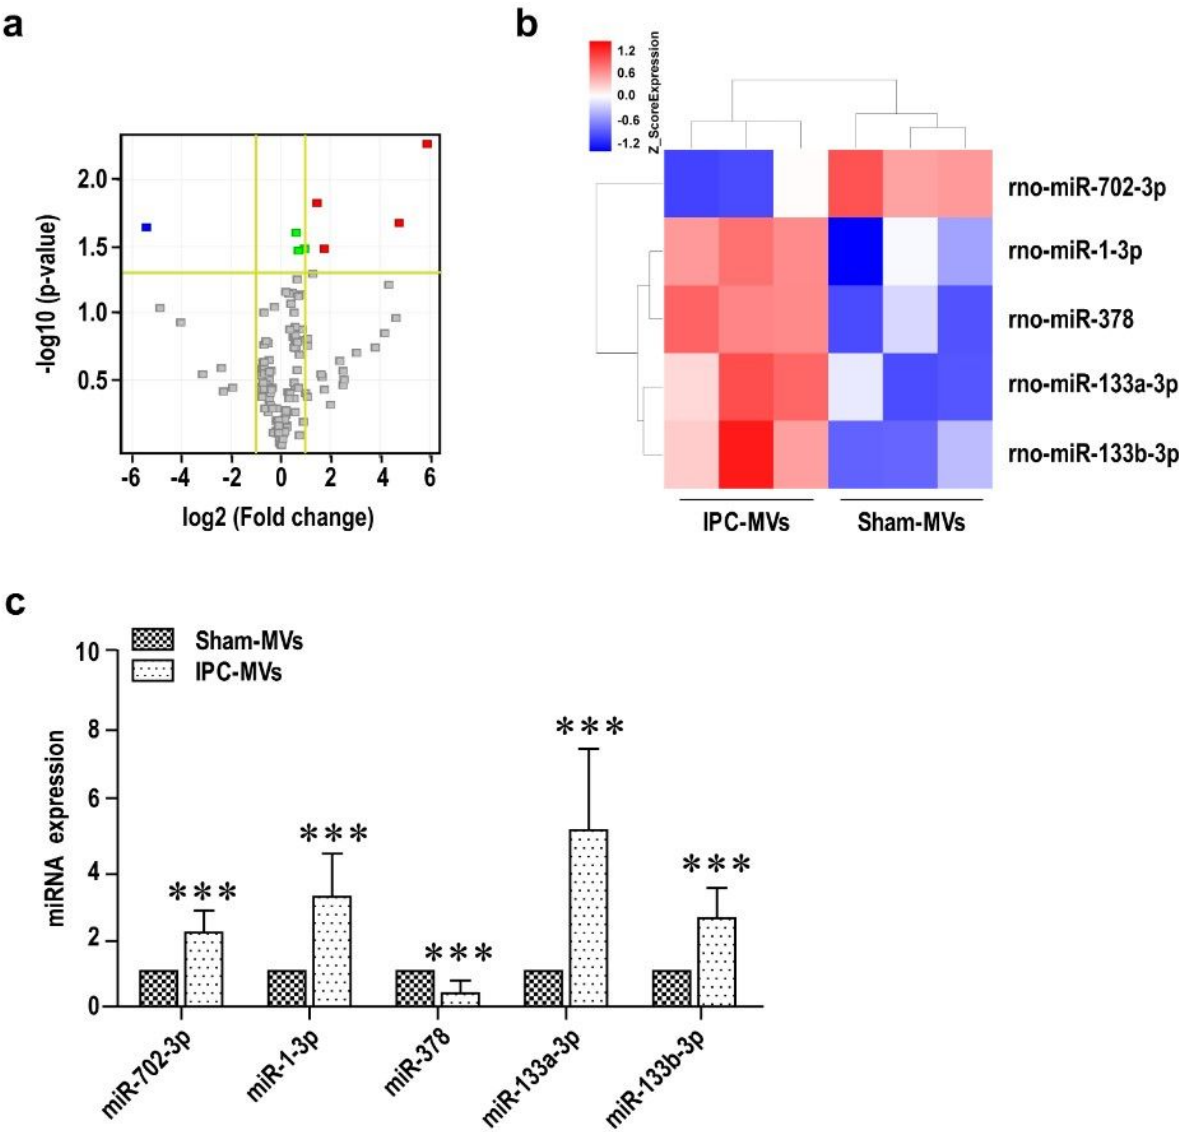 a
2.0
1.5
1.0
0.5
-log10 (p-value)
-6 -4 -2 0 2 4 6
log2 (Fold change)
b
1.2
0.6
0.0
-0.6
-1.2
Z_ScoreExpression
rno-miR-702-3p
rno-miR-1-3p
rno-miR-378
rno-miR-133a-3p
rno-miR-133b-3p
IPC-MVs Sham-MVs
c
Sham-MVs
IPC-MVs
10
8
6
4
2
0
miRNA expression
***
***
***
***
***
miR-702-3p
miR-1-3p
miR-378
miR-133a-3p
miR-133b-3p